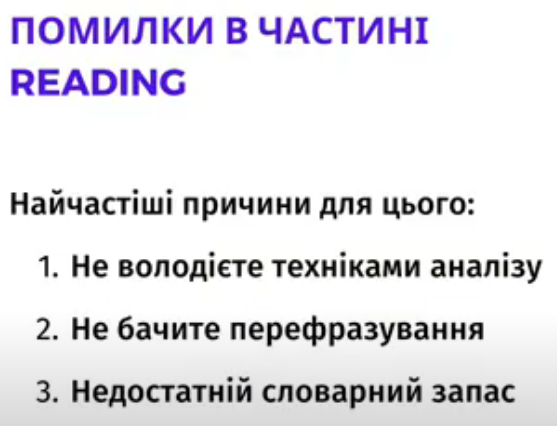 ПОМИЛКИ В ЧАСТИНІ
READING
Найчастіші причини для цього:
1. Не володієте техніками аналізу
2. Не бачите перефразування
3. Недостатній словарний запас